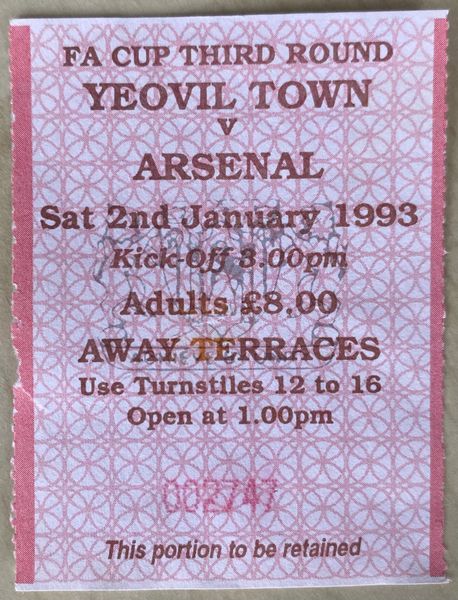 FA CUP THIRD ROUND
YEOVIL TOWN
v
ARSENAL
Sat 2nd January 1993
Kick-Off 3.00pm
Adults £8.00
AWAY TERRACES
Use Turnstiles 12 to 16
Open at 1.00pm
002747
This portion to be retained